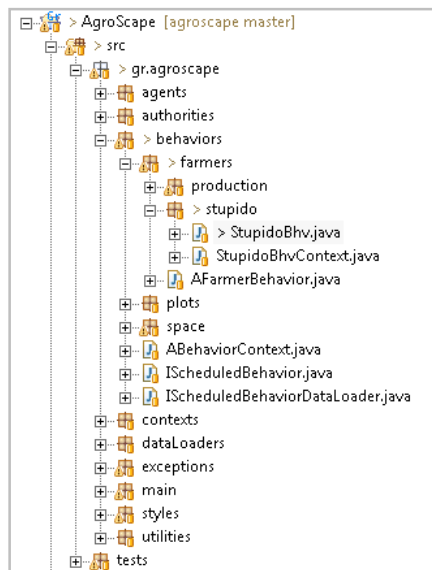 > AgroScape [agroscape master]
> src
> gr.agroscape
agents
authorities
> behaviors
> farmers
production
> stupido
> StupidoBhv.java
StupidoBhvContext.java
AFarmerBehavior.java
plots
space
ABehaviorContext.java
IScheduledBehavior.java
IScheduledBehaviorDataLoader.java
contexts
dataLoaders
exceptions
main
styles
utilities
tests